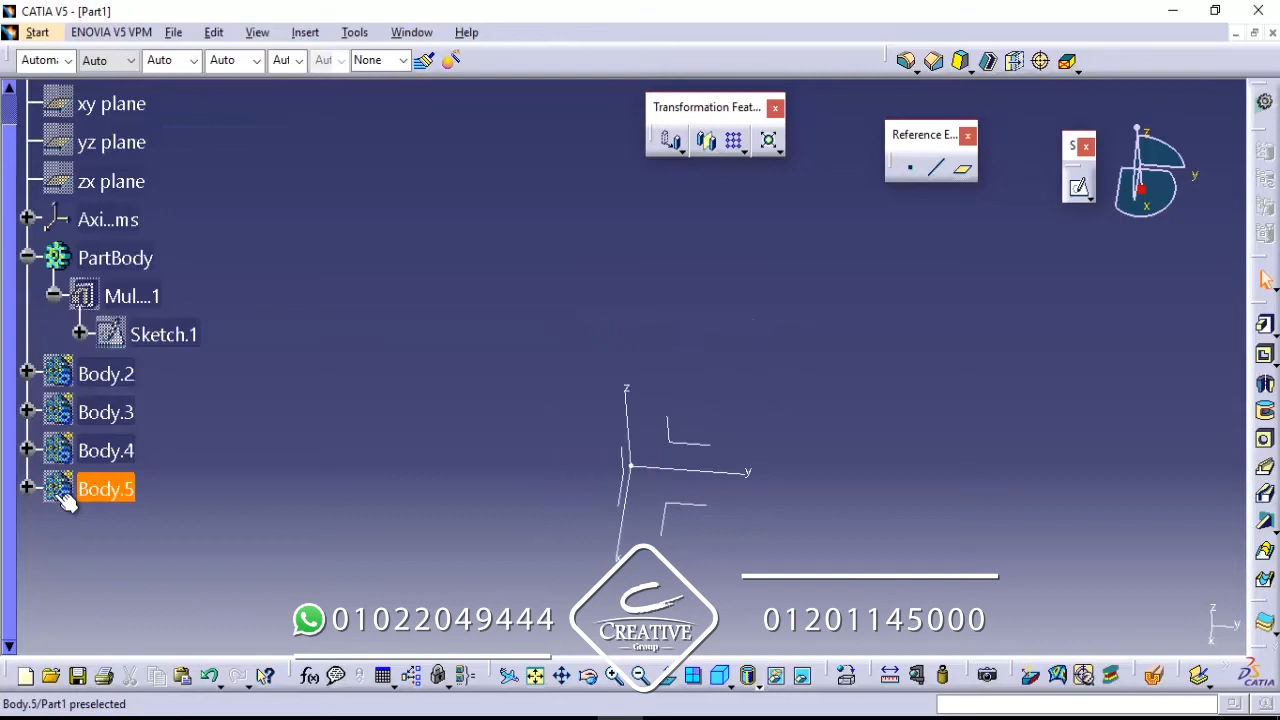 CATIA V5 - [Part1]
Start ENOVIA V5 VPM File Edit View Insert Tools Window Help
Auto Auto Auto None
xy plane
yz plane
zx plane
Axi...ms
PartBody
Mul....1
Sketch.1
Body.2
Body.3
Body.4
Body.5
Transformation Feat... x
Reference E... x
S x
z
y
x
z
y
x
01022049444
CREATIVE
Group
01201145000
z
y
x
f(x)
CATIA
Body.5/Part1 preselected